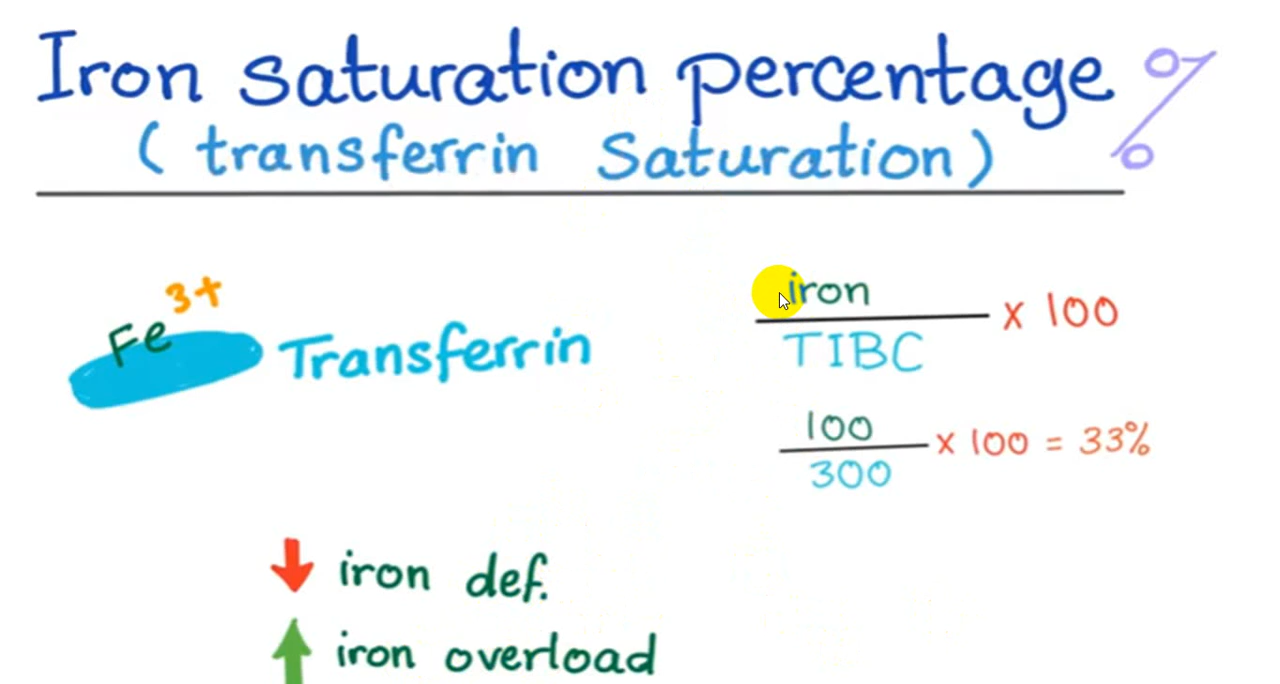 Iron saturation percentage %
(transferrin Saturation)
Fe3+ Transferrin
iron
TIBC
x 100
100
300
x 100 = 33%
↓ iron def.
↑ iron overload